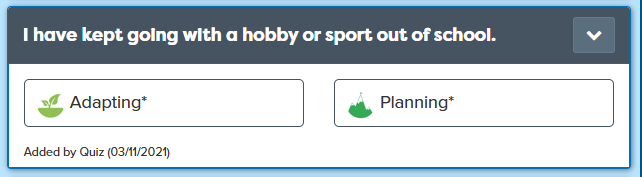 I have kept going with a hobby or sport out of school.
Adapting* Planning*
Added by Quiz (03/11/2021)